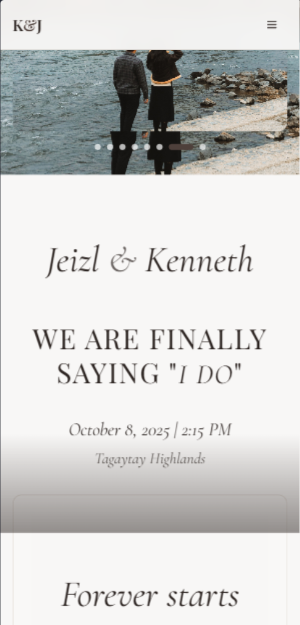 K&J
Jeizl & Kenneth
WE ARE FINALLY
SAYING "I DO"
October 8, 2025 | 2:15 PM
Tagaytay Highlands
Forever starts